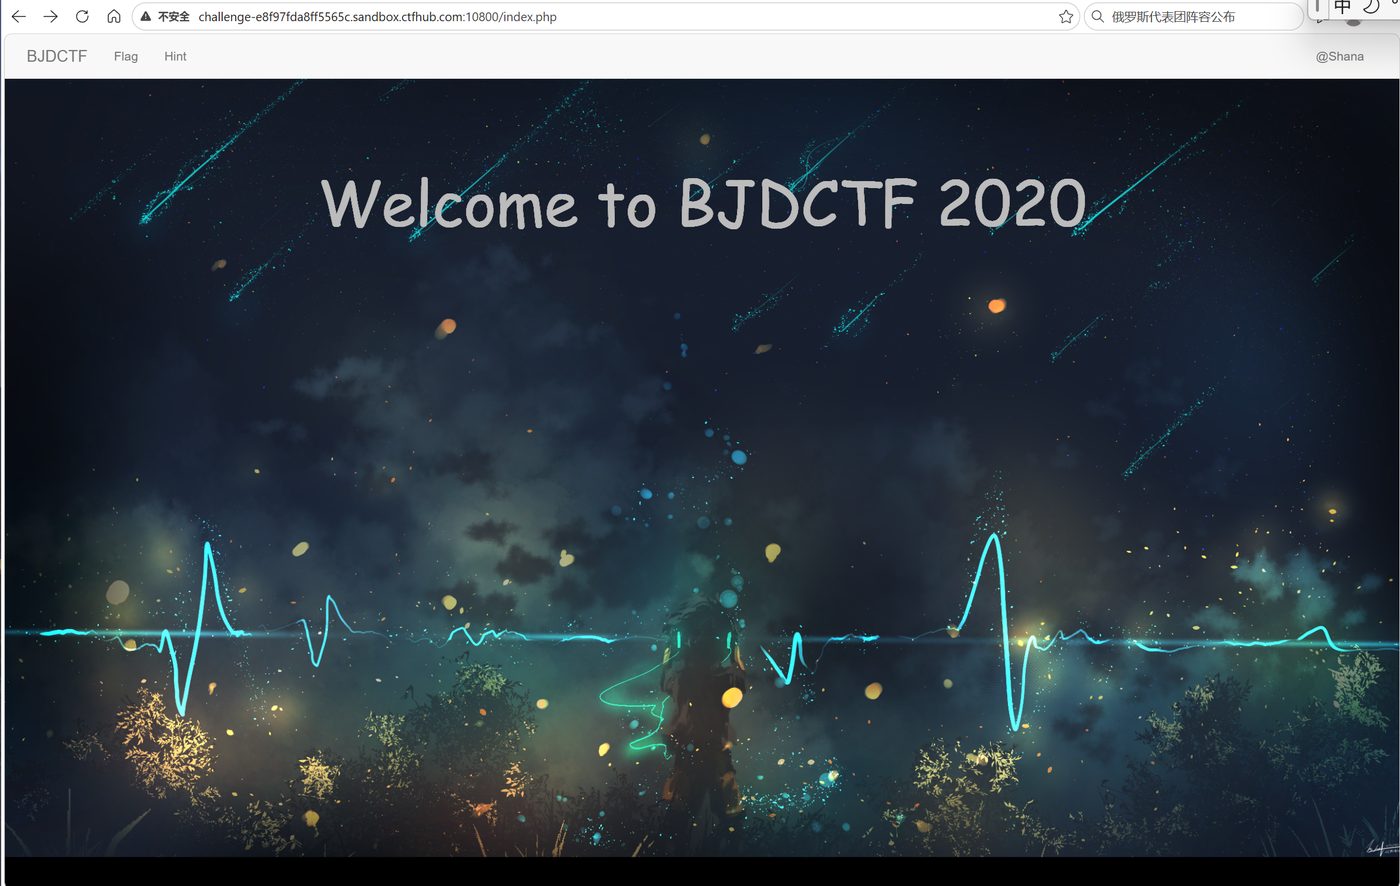 不安全 challenge-e8f97fda8ff5565c.sandbox.ctfhub.com:10800/index.php 俄罗斯代表团阵容公布
中
BJDCTF Flag Hint @Shana
Welcome to BJDCTF 2020